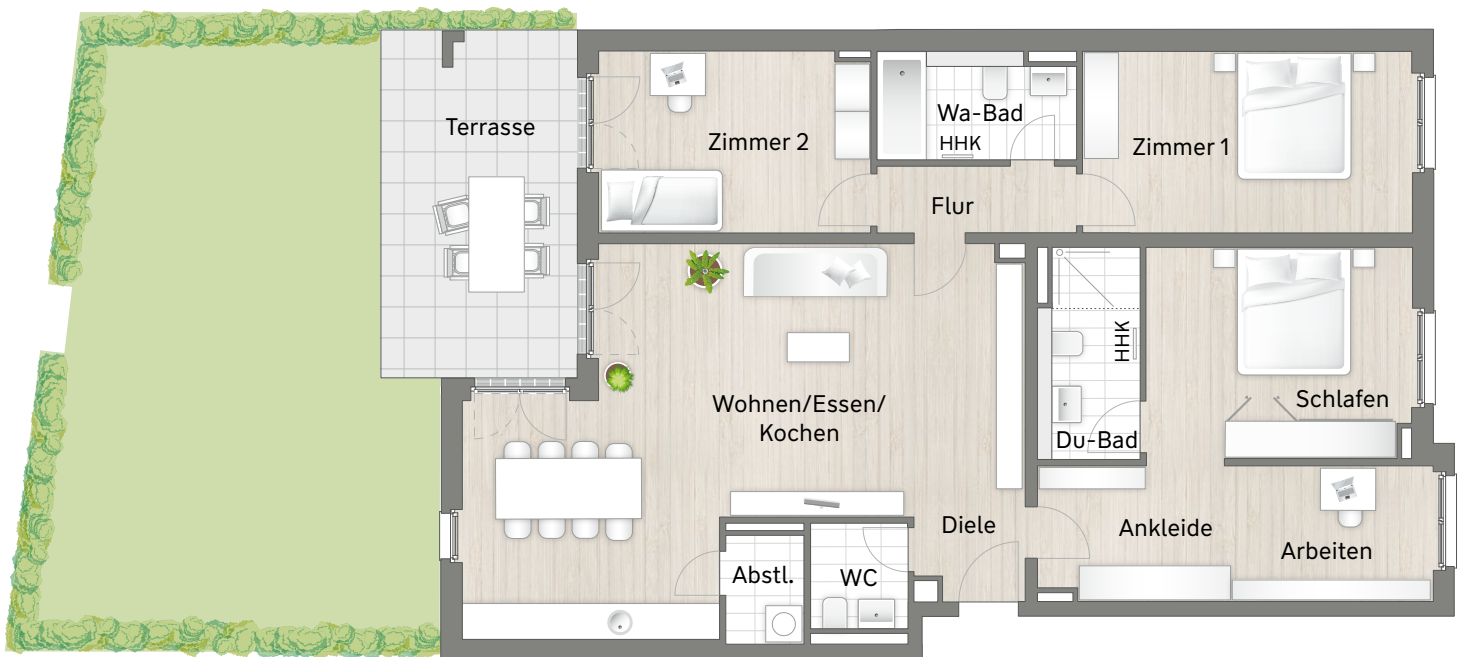 Terrasse
Zimmer 2
Wa-Bad
HHK
Zimmer 1
Flur
HHK
Schlafen
Wohnen/Essen/
Kochen
Du-Bad
Diele
Ankleide
Arbeiten
Abstl.
WC